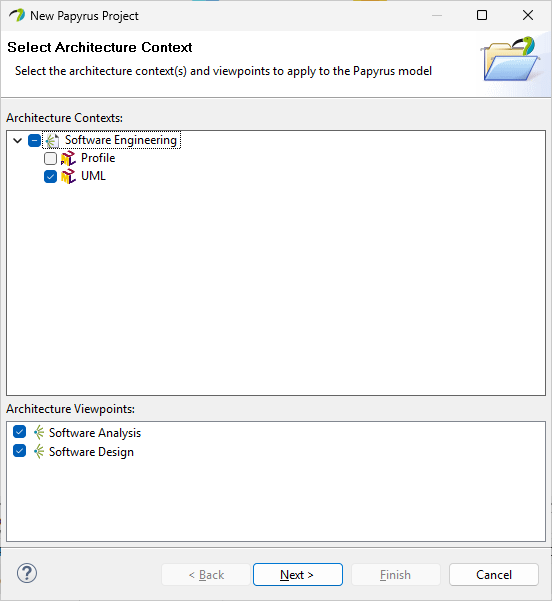 New Papyrus Project
Select Architecture Context
Select the architecture context(s) and viewpoints to apply to the Papyrus model
Architecture Contexts:
Software Engineering
Profile
UML
Architecture Viewpoints:
Software Analysis
Software Design
?
< Back
Next >
Finish
Cancel